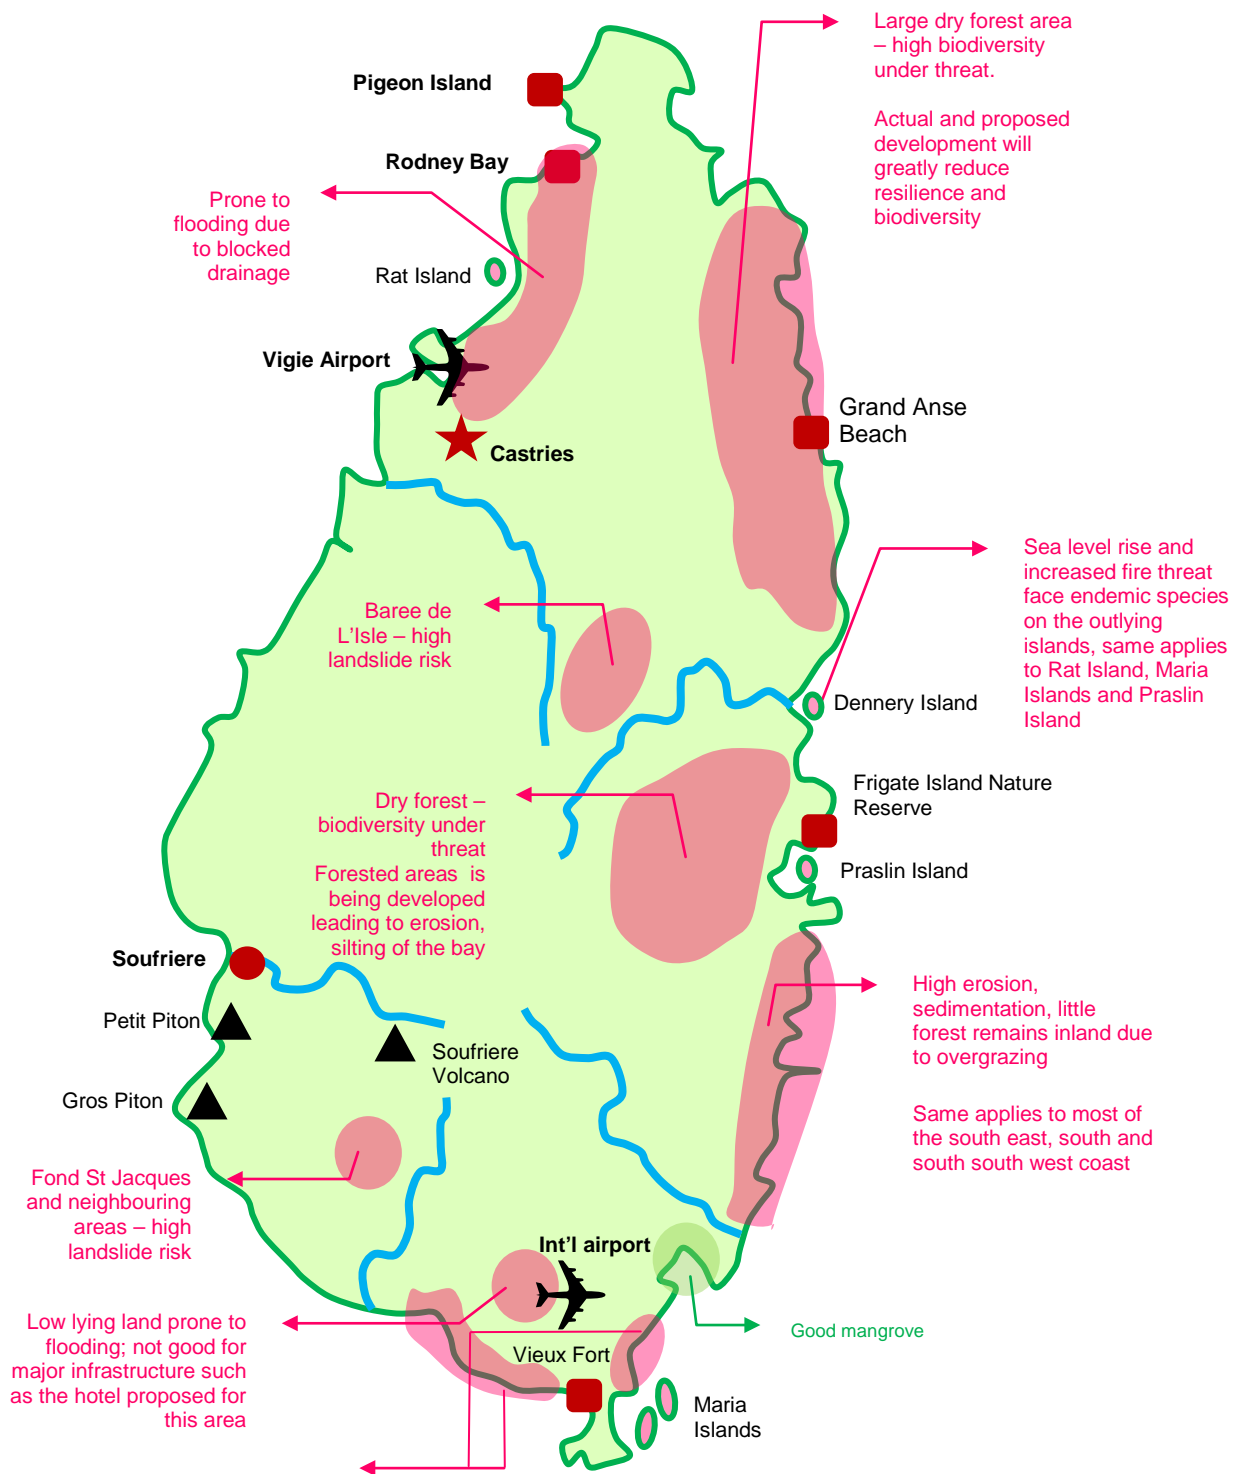 Large dry forest area
– high biodiversity
under threat.
Actual and proposed
development will
greatly reduce
resilience and
biodiversity
Pigeon Island
Rodney Bay
Prone to
flooding due
to blocked
drainage
Rat Island
Vigie Airport
Castries
Grand Anse
Beach
Sea level rise and
increased fire threat
face endemic species
on the outlying
islands, same applies
to Rat Island, Maria
Islands and Praslin
Island
Baree de
L’Isle – high
landslide risk
Dennery Island
Frigate Island Nature
Reserve
Praslin Island
Dry forest –
biodiversity under
threat
Forested areas is
being developed
leading to erosion,
silting of the bay
Soufriere
Petit Piton
Soufriere
Volcano
Gros Piton
High erosion,
sedimentation, little
forest remains inland due
to overgrazing
Same applies to most of
the south east, south and
south south west coast
Fond St Jacques
and neighbouring
areas – high
landslide risk
Int’l airport
Low lying land prone to
flooding; not good for
major infrastructure such
as the hotel proposed for
this area
Good mangrove
Vieux Fort
Maria
Islands